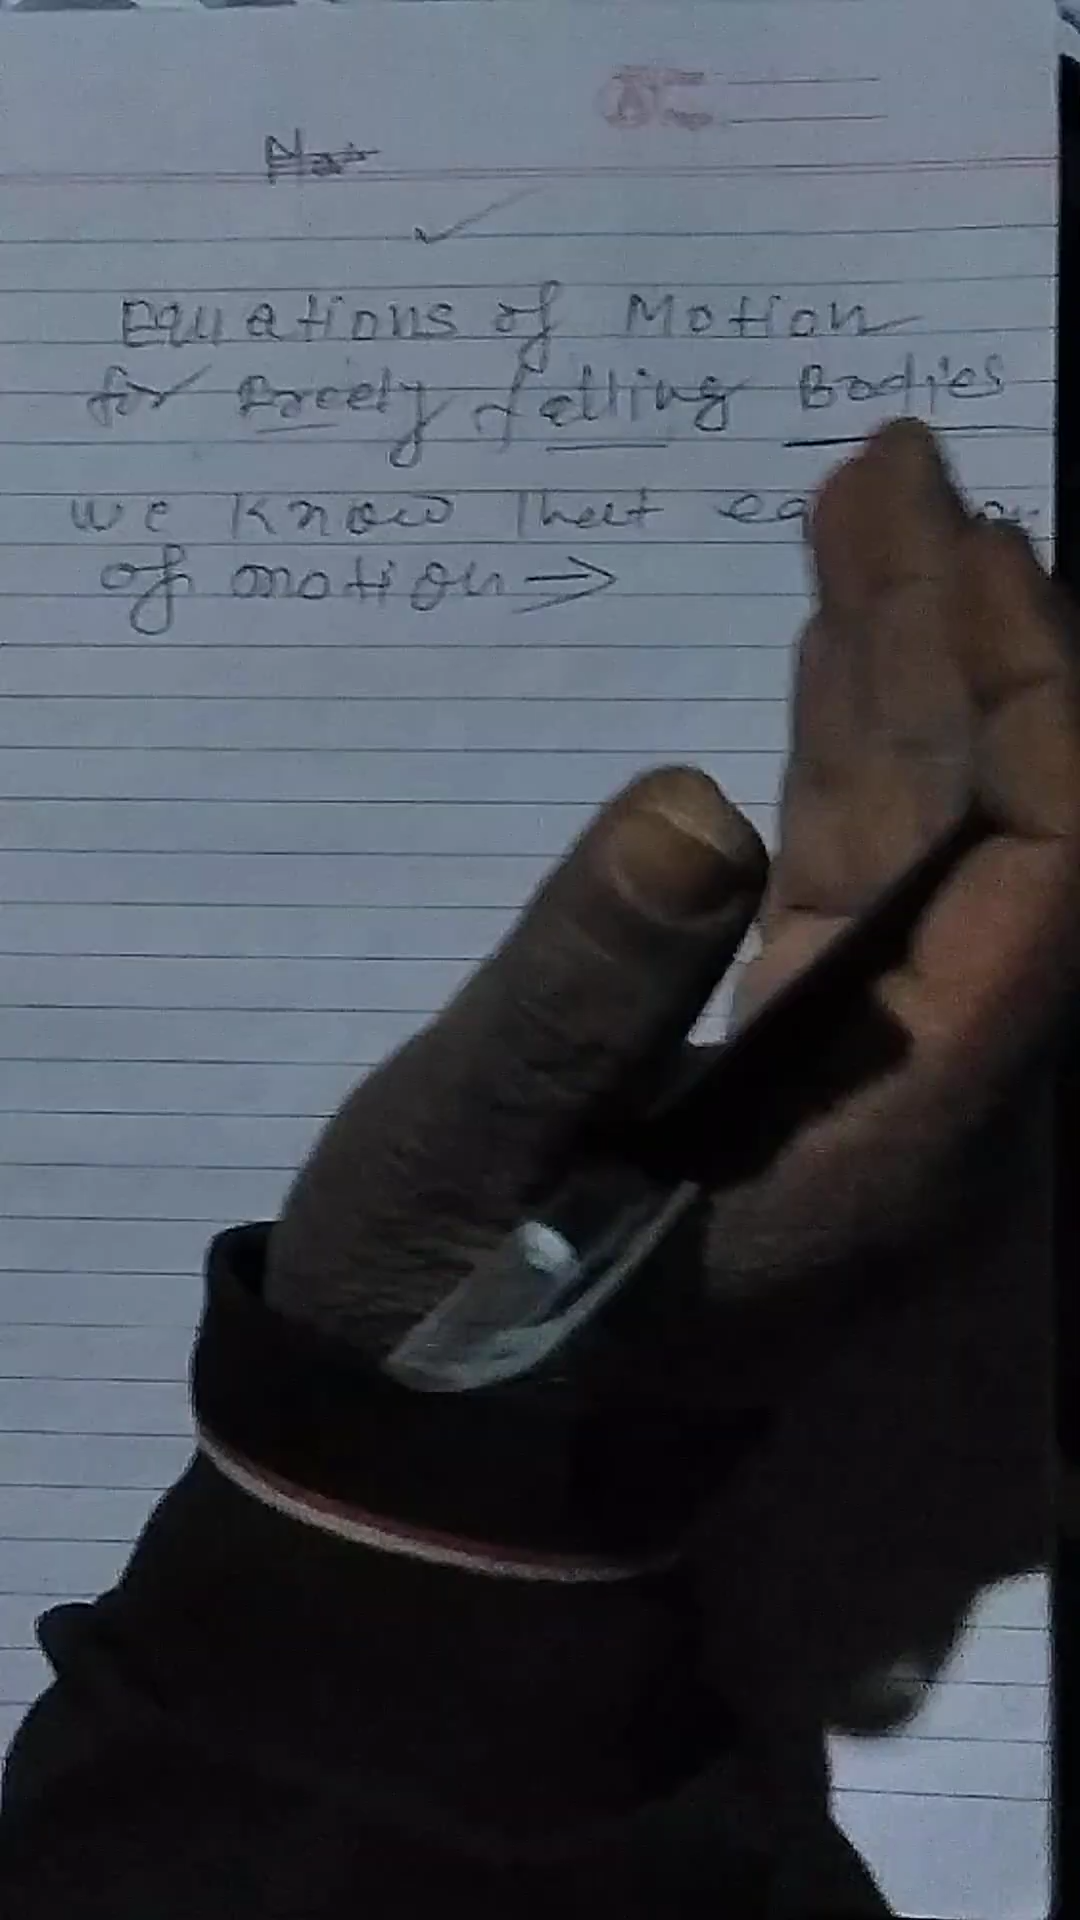 Equations of Motion
for Freely falling Bodies
we know that
of motion →